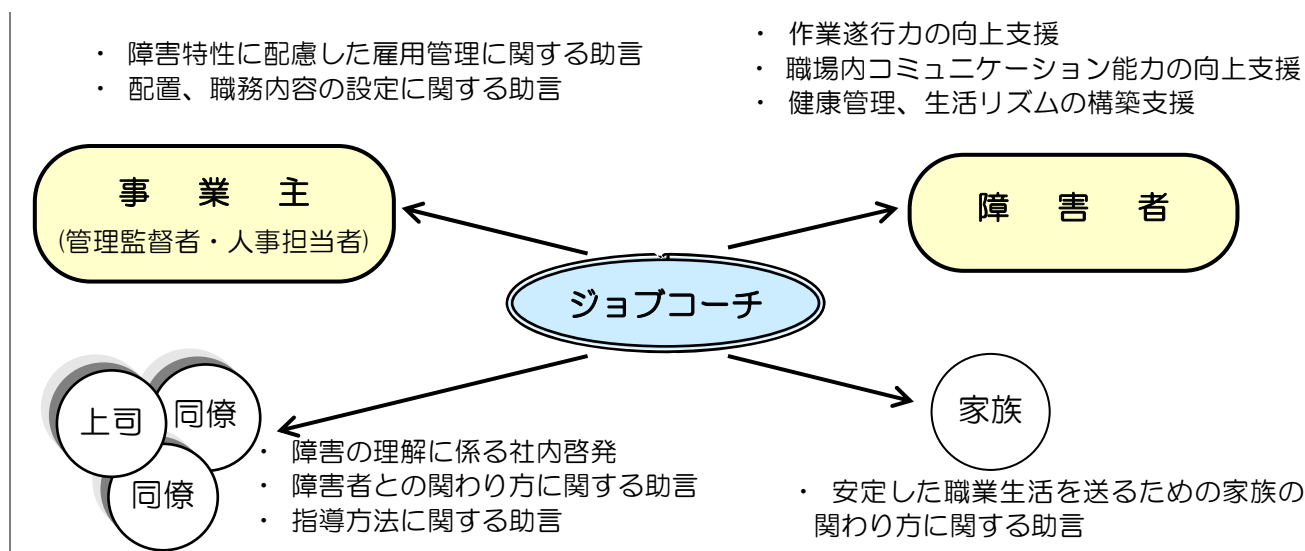 ・ 障害特性に配慮した雇用管理に関する助言
・ 配置、職務内容の設定に関する助言
・ 作業遂行力の向上支援
・ 職場内コミュニケーション能力の向上支援
・ 健康管理、生活リズムの構築支援
事 業 主
(管理監督者・人事担当者)
障 害 者
ジョブコーチ
上司
同僚
同僚
・ 障害の理解に係る社内啓発
・ 障害者との関わり方に関する助言
・ 指導方法に関する助言
家族
・ 安定した職業生活を送るための家族の
関わり方に関する助言